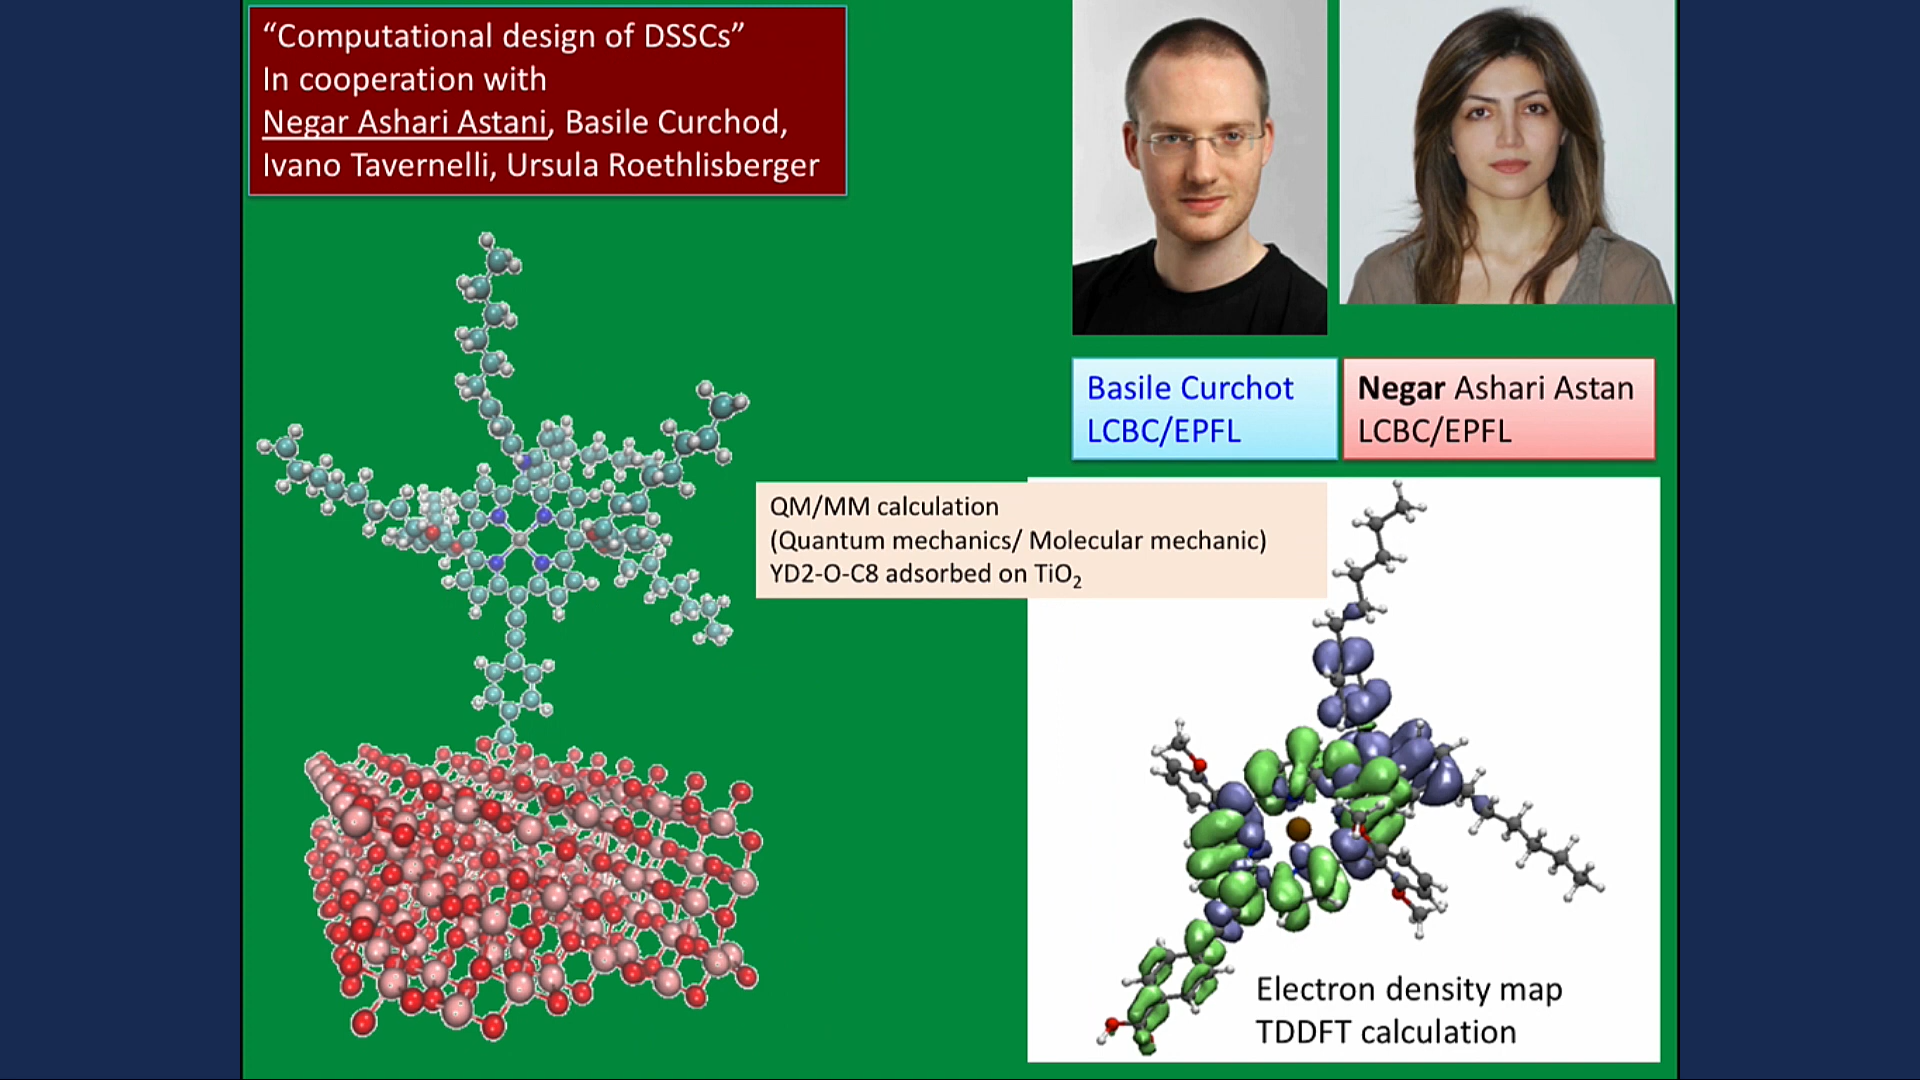 “Computational design of DSSCs”
In cooperation with
Negar Ashari Astani, Basile Curchod,
Ivano Tavernelli, Ursula Roethlisberger
Basile Curchot
LCBC/EPFL
Negar Ashari Astan
LCBC/EPFL
QM/MM calculation
(Quantum mechanics/ Molecular mechanic)
YD2-O-C8 adsorbed on TiO₂
Electron density map
TDDFT calculation